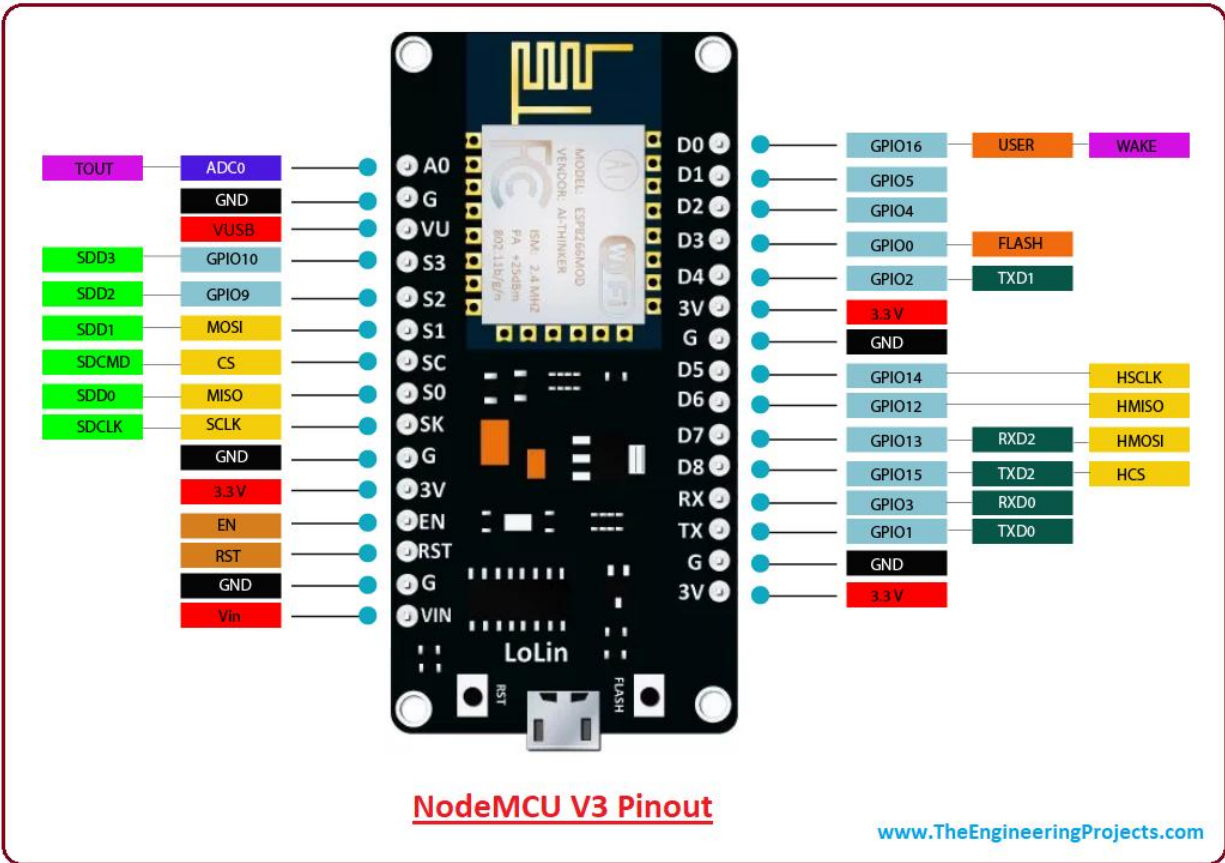 TOUT ADC0 A0
GND G
VUSB VU
SDD3 GPIO10 S3
SDD2 GPIO9 S2
SDD1 MOSI S1
SDCMD CS SC
SDD0 MISO S0
SDCLK SCLK SK
GND G
3.3 V 3V
EN EN
RST RST
GND G
Vin VIN
MODEL: ESP8266MOD
VENDOR: AI-THINKER
ISM: 2.4 MHZ
PA +25dBm
802.11b/g/n
FCC
AI
Wi Fi
D0 GPIO16 USER WAKE
D1 GPIO5
D2 GPIO4
D3 GPIO0 FLASH
D4 GPIO2 TXD1
3V 3.3 V
G GND
D5 GPIO14 HSCLK
D6 GPIO12 HMISO
D7 GPIO13 RXD2 HMOSI
D8 GPIO15 TXD2 HCS
RX GPIO3 RXD0
TX GPIO1 TXD0
G GND
3V 3.3 V
LoLin
RST
FLASH
NodeMCU V3 Pinout
www.TheEngineeringProjects.com